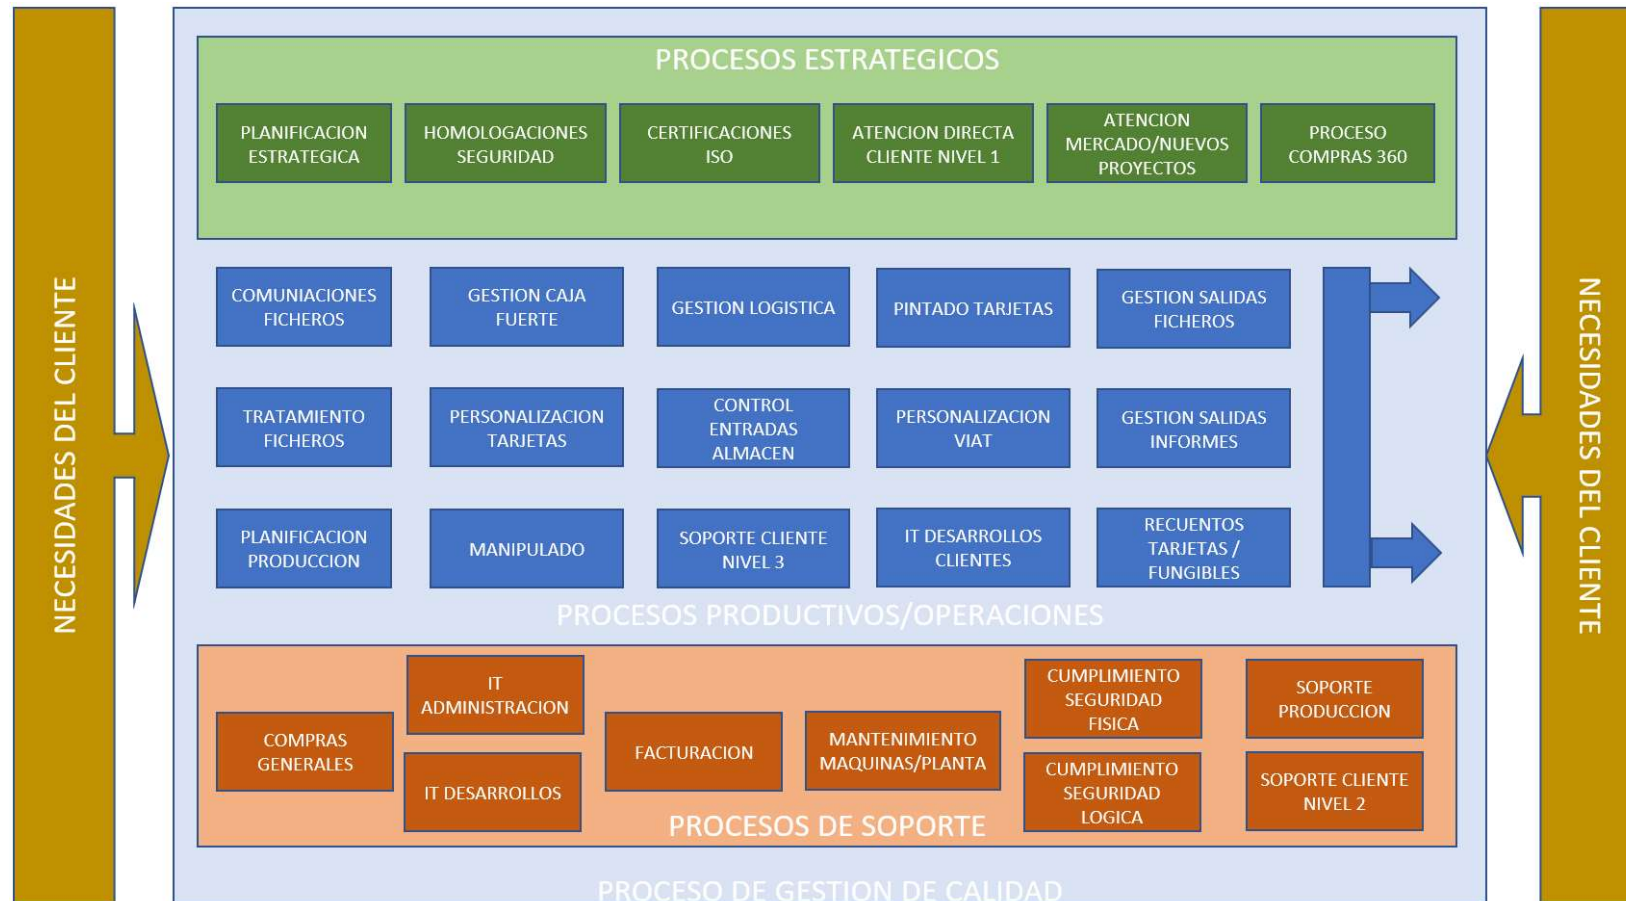 NECESIDADES DEL CLIENTE
PROCESOS ESTRATEGICOS
PLANIFICACION
ESTRATEGICA
HOMOLOGACIONES
SEGURIDAD
CERTIFICACIONES
ISO
ATENCION DIRECTA
CLIENTE NIVEL 1
ATENCION
MERCADO/NUEVOS
PROYECTOS
PROCESO
COMPRAS 360
COMUNIACIONES
FICHEROS
GESTION CAJA
FUERTE
GESTION LOGISTICA
PINTADO TARJETAS
GESTION SALIDAS
FICHEROS
TRATAMIENTO
FICHEROS
PERSONALIZACION
TARJETAS
CONTROL
ENTRADAS
ALMACEN
PERSONALIZACION
VIAT
GESTION SALIDAS
INFORMES
PLANIFICACION
PRODUCCION
MANIPULADO
SOPORTE CLIENTE
NIVEL 3
IT DESARROLLOS
CLIENTES
RECUENTOS
TARJETAS /
FUNGIBLES
PROCESOS PRODUCTIVOS/OPERACIONES
COMPRAS
GENERALES
IT
ADMINISTRACION
IT DESARROLLOS
FACTURACION
MANTENIMIENTO
MAQUINAS/PLANTA
CUMPLIMIENTO
SEGURIDAD
FISICA
CUMPLIMIENTO
SEGURIDAD
LOGICA
SOPORTE
PRODUCCION
SOPORTE CLIENTE
NIVEL 2
PROCESOS DE SOPORTE
PROCESO DE GESTION DE CALIDAD
NECESIDADES DEL CLIENTE